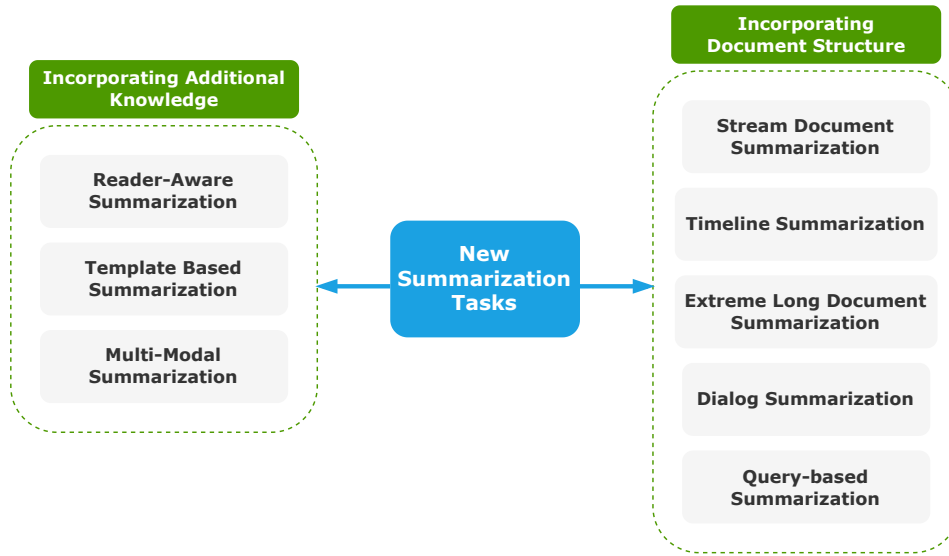 Incorporating Additional
Knowledge
Reader-Aware
Summarization
Template Based
Summarization
Multi-Modal
Summarization
New
Summarization
Tasks
Incorporating
Document Structure
Stream Document
Summarization
Timeline Summarization
Extreme Long Document
Summarization
Dialog Summarization
Query-based
Summarization